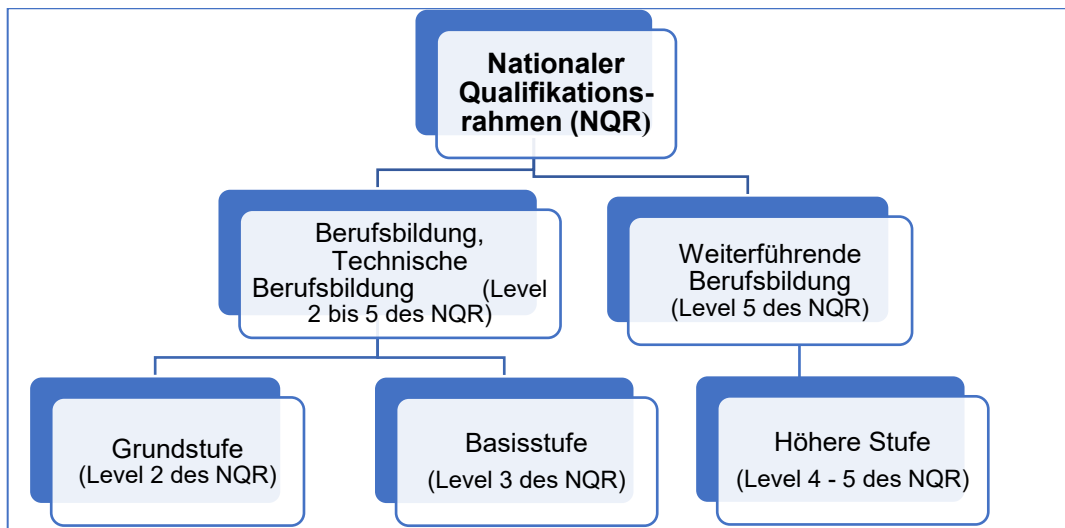 Nationaler
Qualifikations-
rahmen (NQR)
Berufsbildung,
Technische
Berufsbildung (Level
2 bis 5 des NQR)
Weiterführende
Berufsbildung
(Level 5 des NQR)
Grundstufe
(Level 2 des NQR)
Basisstufe
(Level 3 des NQR)
Höhere Stufe
(Level 4 - 5 des NQR)